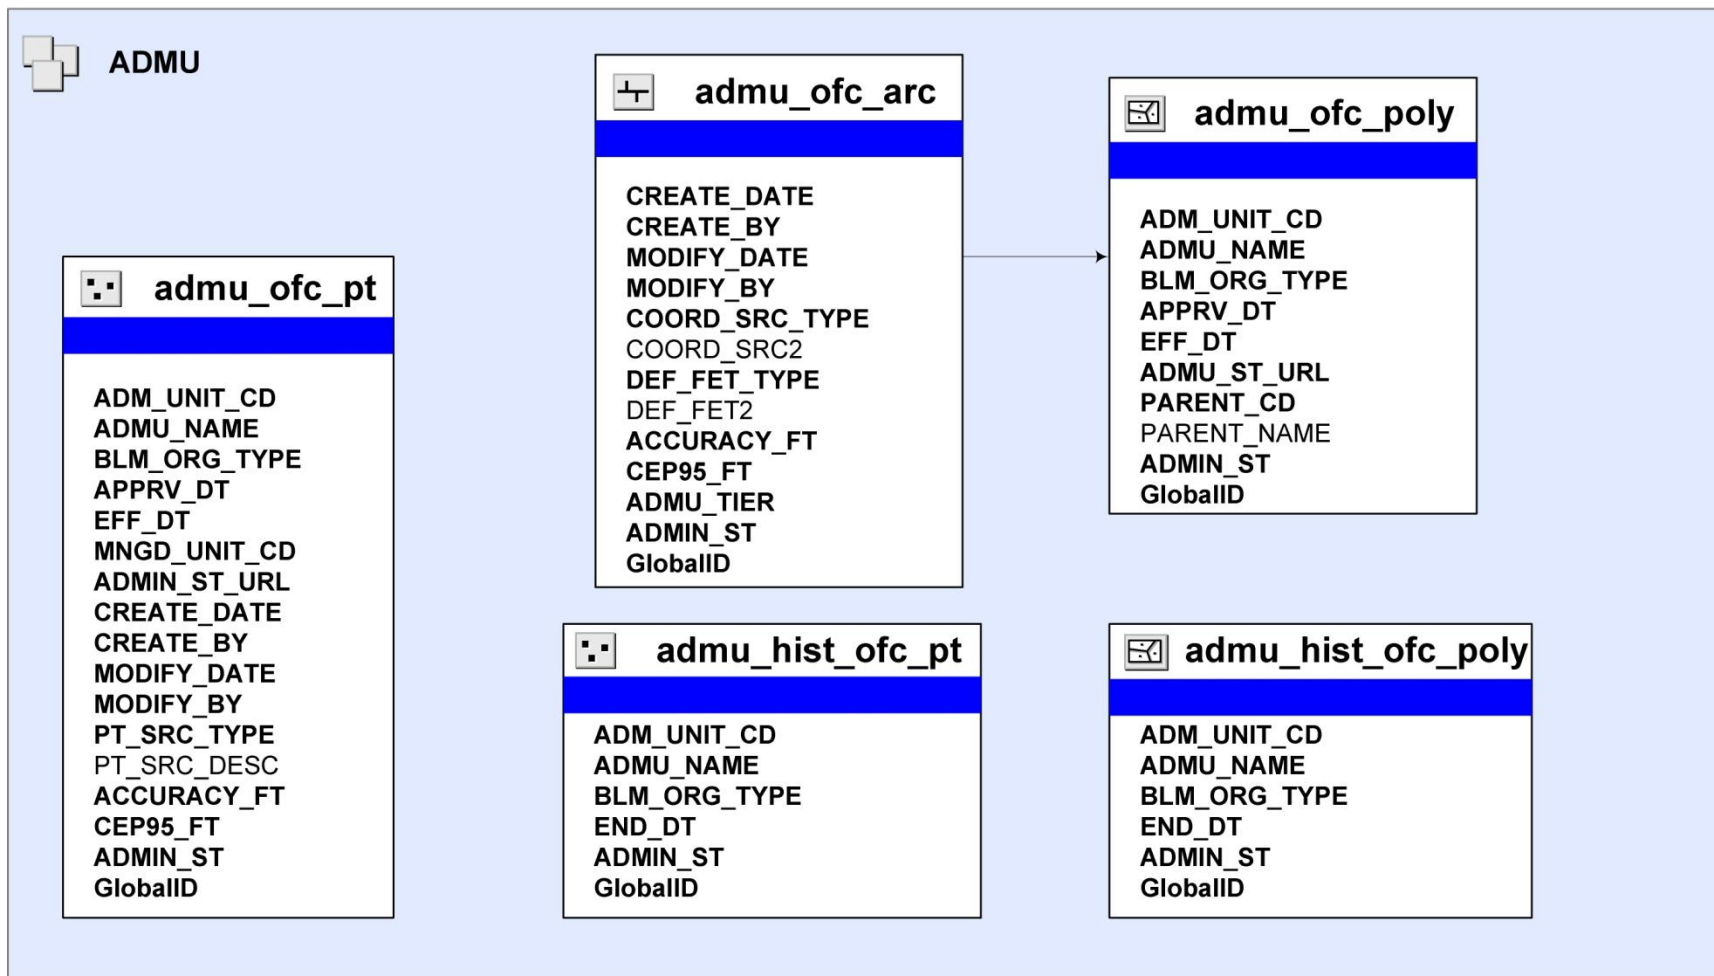 ADMU
admu_ofc_pt
ADM_UNIT_CD
ADMU_NAME
BLM_ORG_TYPE
APPRV_DT
EFF_DT
MNGD_UNIT_CD
ADMIN_ST_URL
CREATE_DATE
CREATE_BY
MODIFY_DATE
MODIFY_BY
PT_SRC_TYPE
PT_SRC_DESC
ACCURACY_FT
CEP95_FT
ADMIN_ST
GlobalID
admu_ofc_arc
CREATE_DATE
CREATE_BY
MODIFY_DATE
MODIFY_BY
COORD_SRC_TYPE
COORD_SRC2
DEF_FET_TYPE
DEF_FET2
ACCURACY_FT
CEP95_FT
ADMU_TIER
ADMIN_ST
GlobalID
admu_ofc_poly
ADM_UNIT_CD
ADMU_NAME
BLM_ORG_TYPE
APPRV_DT
EFF_DT
ADMU_ST_URL
PARENT_CD
PARENT_NAME
ADMIN_ST
GlobalID
admu_hist_ofc_pt
ADM_UNIT_CD
ADMU_NAME
BLM_ORG_TYPE
END_DT
ADMIN_ST
GlobalID
admu_hist_ofc_poly
ADM_UNIT_CD
ADMU_NAME
BLM_ORG_TYPE
END_DT
ADMIN_ST
GlobalID